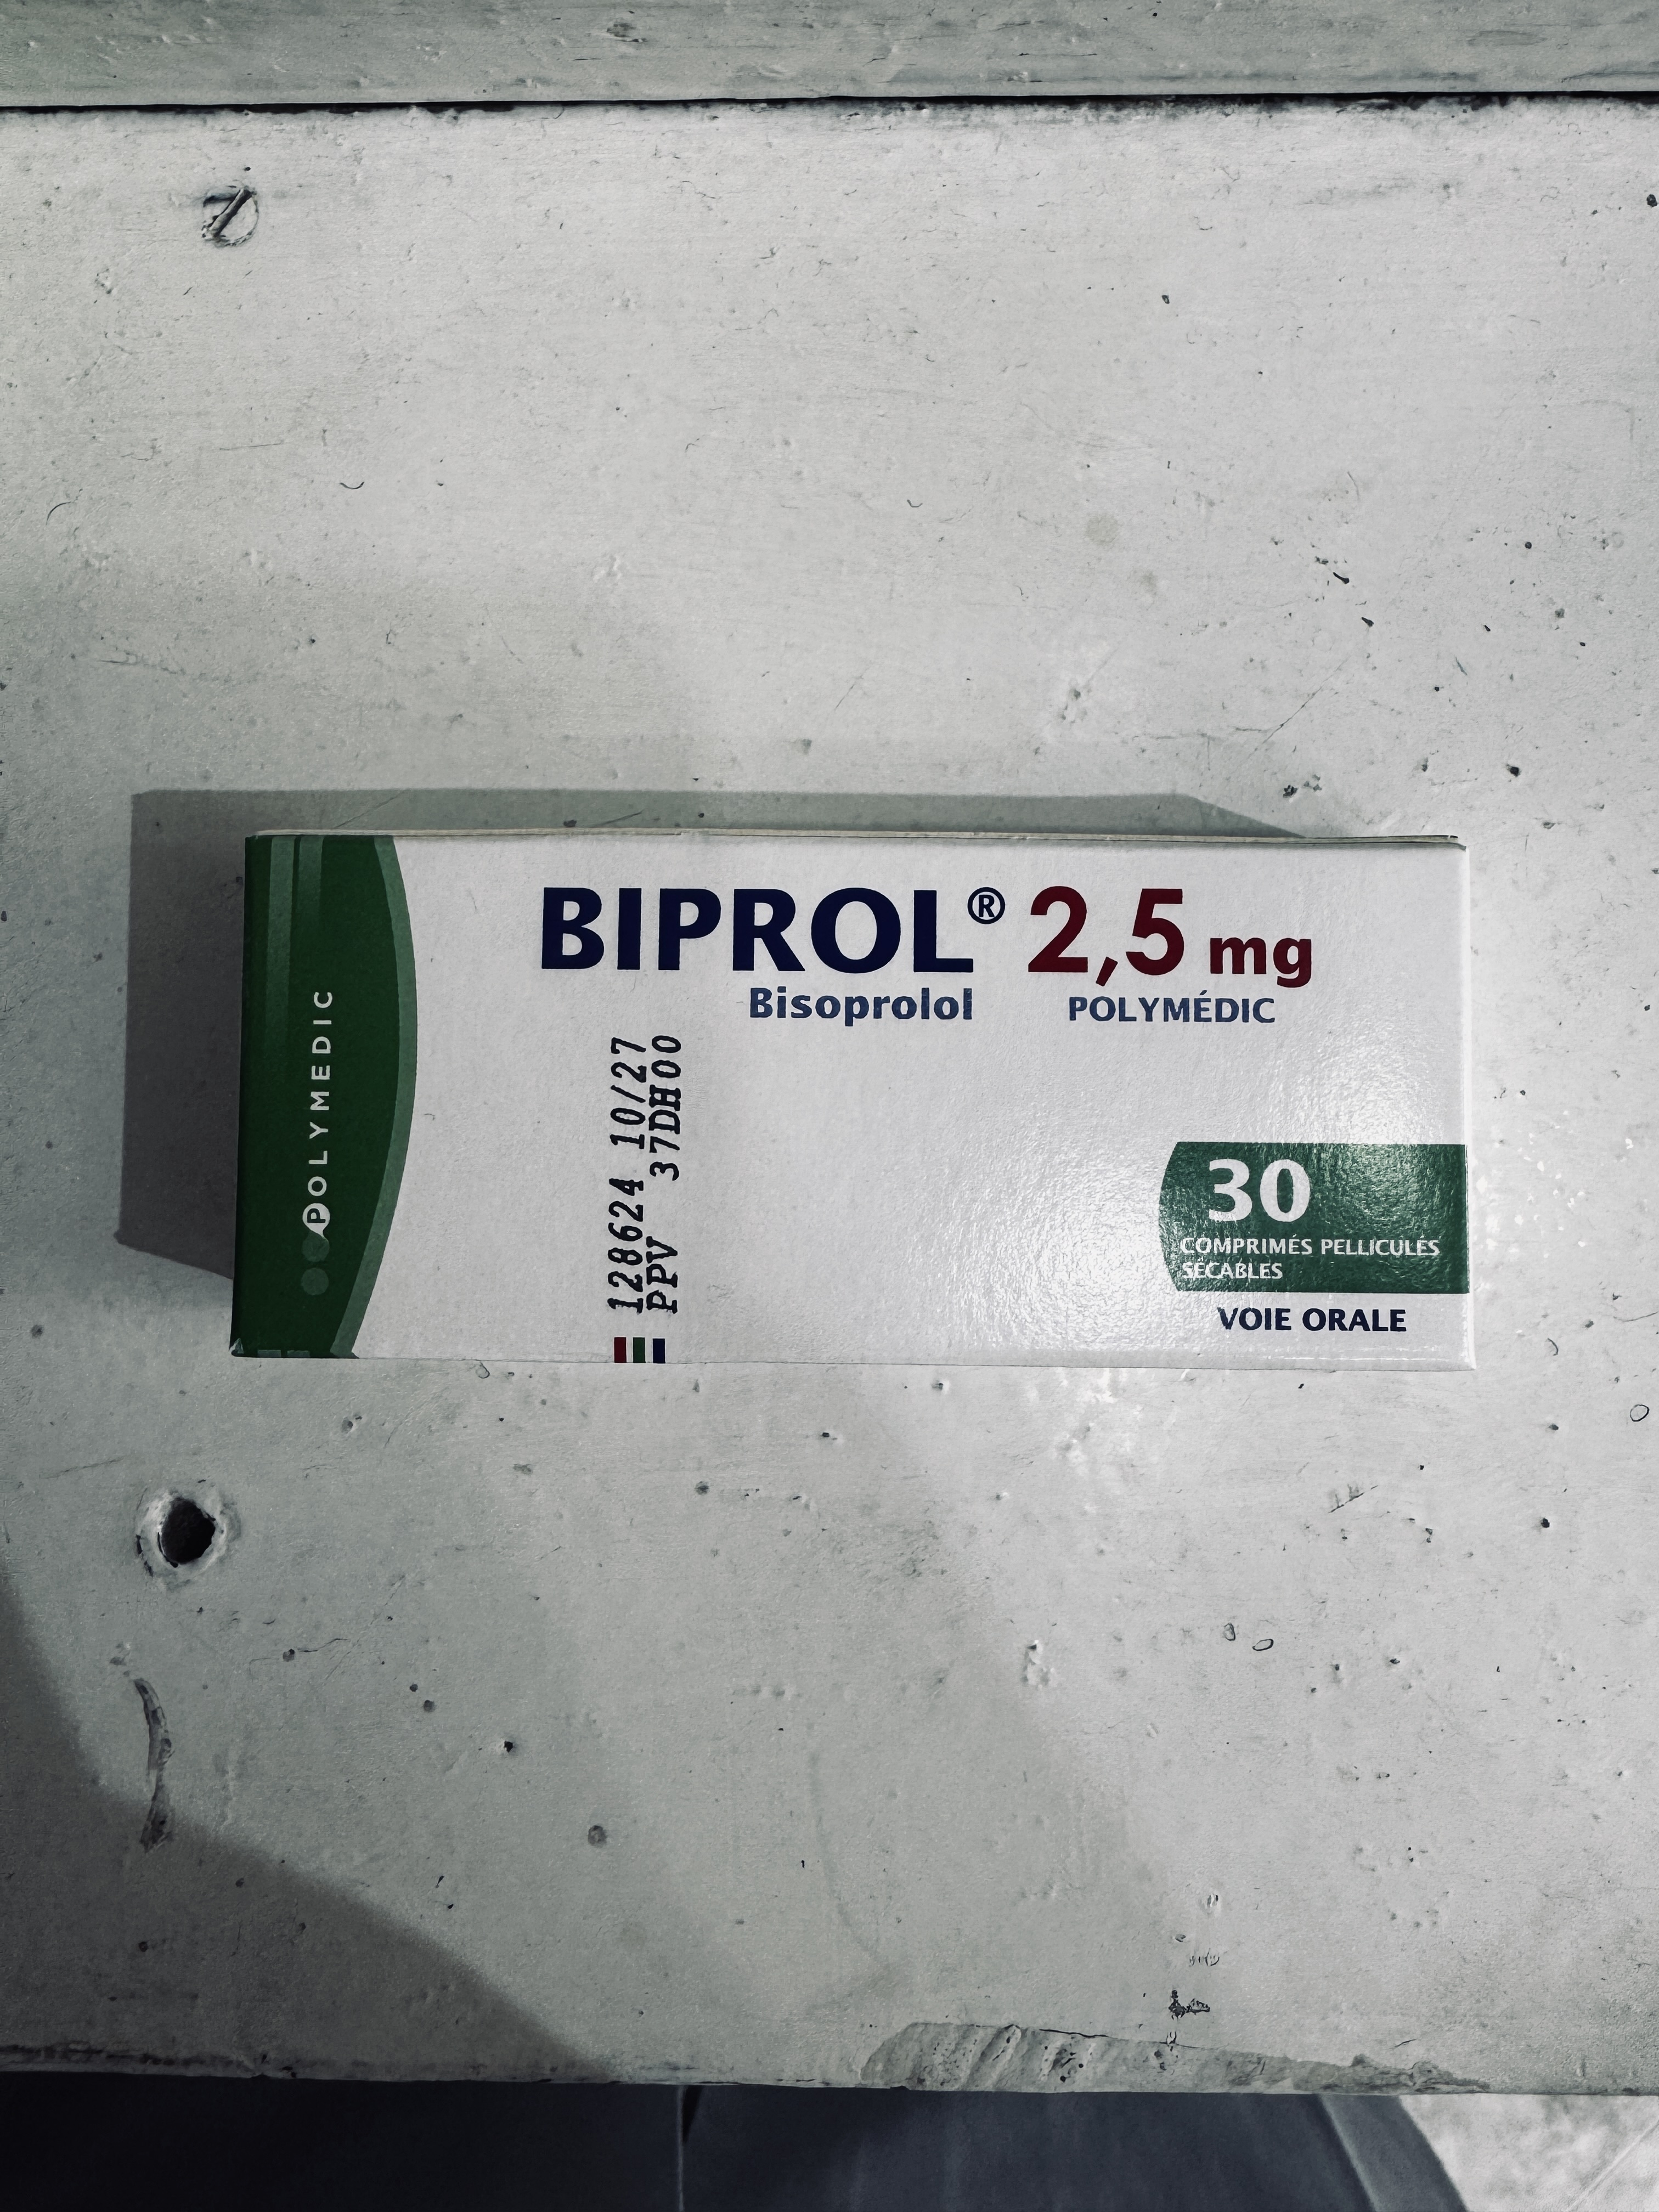 BIPROL® 2,5 mg
Bisoprolol POLYMÉDIC
POLYMEDIC
128624 10/27
PPV 37DH00
30
COMPRIMÉS PELLICULÉS
SÉCABLES
VOIE ORALE